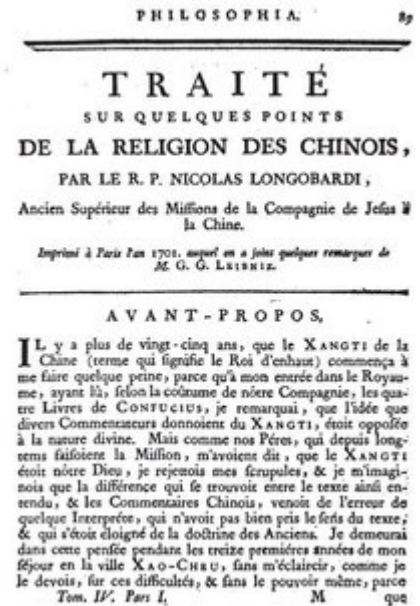 PHILOSOPHIA. 89
TRAITÉ
SUR QUELQUES POINTS
DE LA RELIGION DES CHINOIS,
PAR LE R. P. NICOLAS LONGOBARDI,
Ancien Supérieur des Miſſions de la Compagnie de Jeſus à
la Chine.
Imprimé à Paris l'an 1701. auquel on a joins quelques remarques de
M. G. G. LEIBNIZ.
AVANT-PROPOS.
IL y a plus de vingt-cinq ans, que le XANGTI de la
Chine (terme qui ſignifie le Roi d'enhaut) commença à
me faire quelque peine, parce qu'à mon entrée dans le Royau-
me, ayant lû, ſelon la coûtume de nôtre Compagnie, les qua-
tre Livres de CONFUCIUS, je remarquai, que l'idée que
divers Commentateurs donnoient du XANGTI, étoit oppoſée
à la nature divine. Mais comme nos Péres, qui depuis long-
tems faiſoient la Miſſion, m'avoient dit, que le XANGTI
étoit nôtre Dieu, je rejettois mes ſcrupules, & je m'imagi-
nois que la différence qui ſe trouvoit entre le texte ainſi en-
tendu, & les Commentaires Chinois, venoit de l'erreur de
quelque Interpréte, qui n'avoit pas bien pris le ſens du texte,
& qui s'étoit éloigné de la doctrine des Anciens. Je demeurai
dans cette penſée pendant les treize premiéres années de mon
ſéjour en la ville XAO-CHEU, ſans m'éclaircir, comme je
le devois, ſur ces difficultés, & ſans le pouvoir même, parce
Tom. IV. Pars I. M que